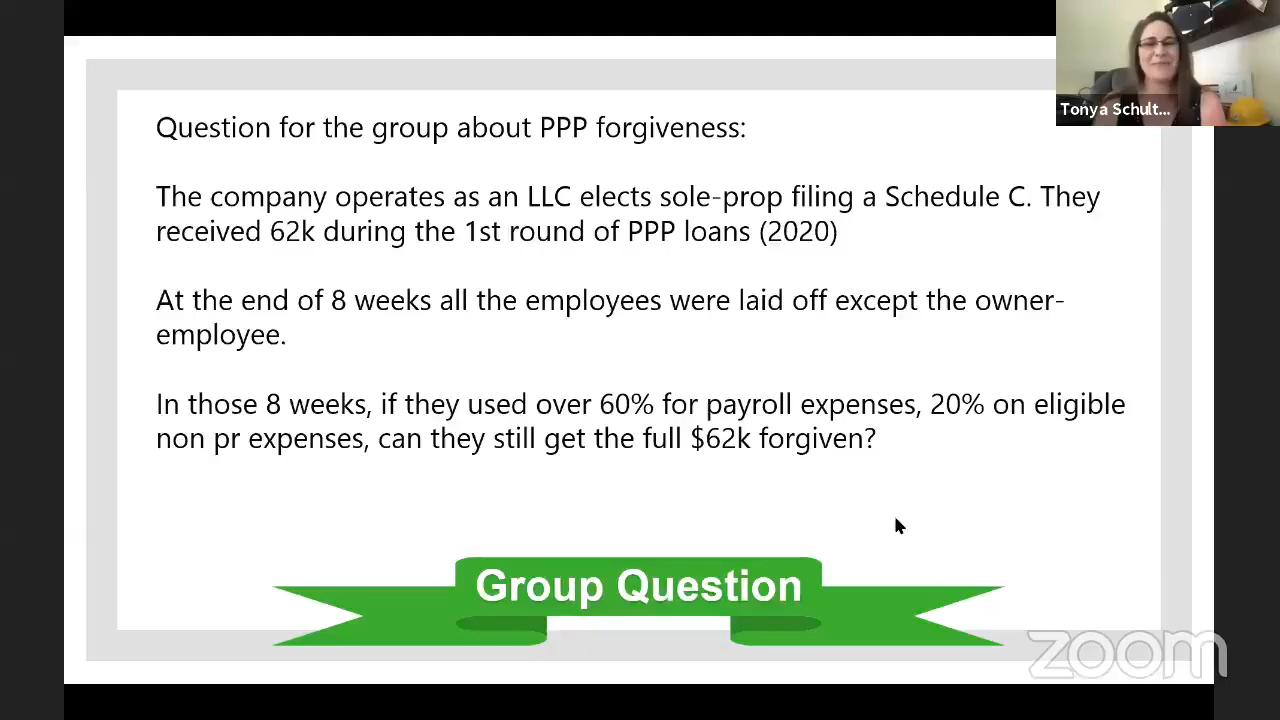 Tonya Schult...
Question for the group about PPP forgiveness:
The company operates as an LLC elects sole-prop filing a Schedule C. They
received 62k during the 1st round of PPP loans (2020)
At the end of 8 weeks all the employees were laid off except the owner-
employee.
In those 8 weeks, if they used over 60% for payroll expenses, 20% on eligible
non pr expenses, can they still get the full $62k forgiven?
Group Question
zoom